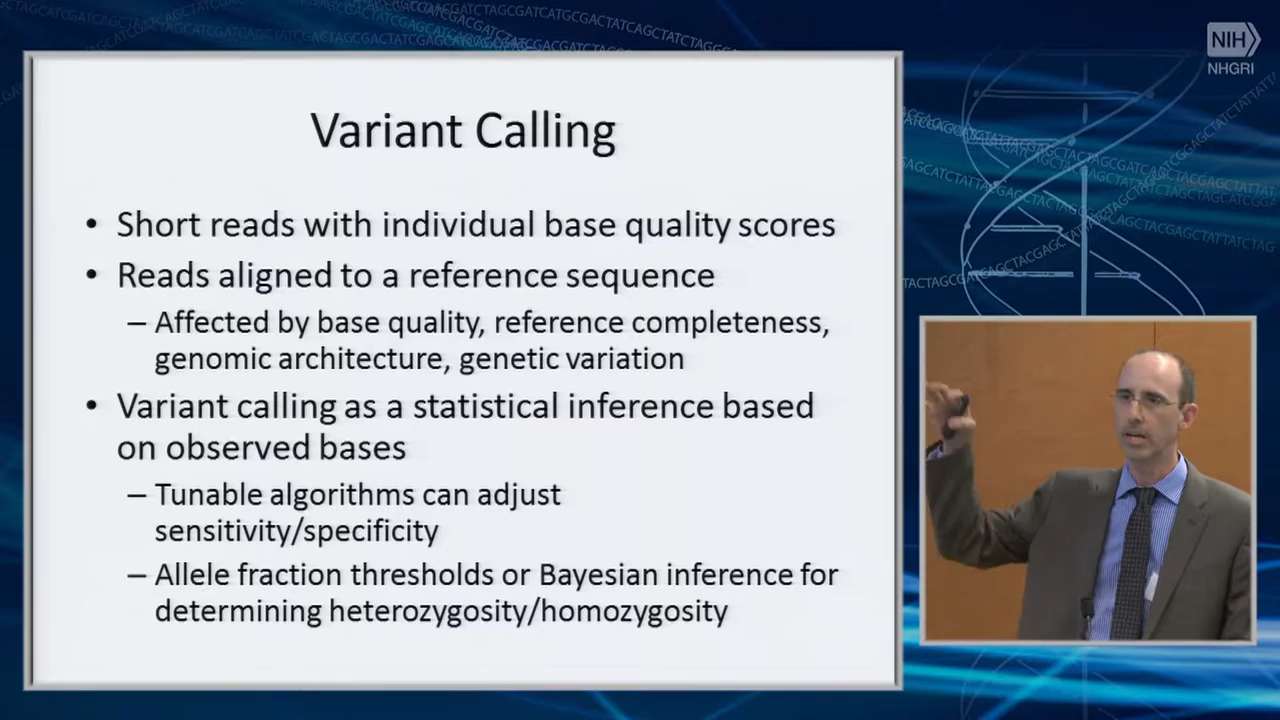 NIH
NHGRI
Variant Calling
• Short reads with individual base quality scores
• Reads aligned to a reference sequence
– Affected by base quality, reference completeness,
genomic architecture, genetic variation
• Variant calling as a statistical inference based
on observed bases
– Tunable algorithms can adjust
sensitivity/specificity
– Allele fraction thresholds or Bayesian inference for
determining heterozygosity/homozygosity